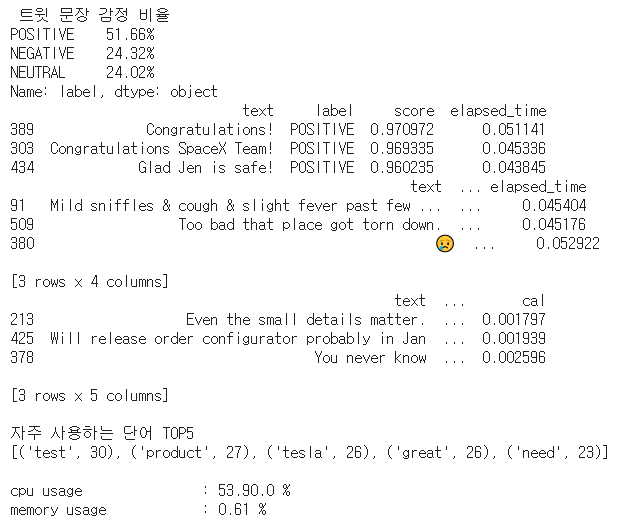 트윗 문장 감정 비율
POSITIVE 51.66%
NEGATIVE 24.32%
NEUTRAL 24.02%
Name: label, dtype: object
text label score elapsed_time
389 Congratulations! POSITIVE 0.970972 0.051141
303 Congratulations SpaceX Team! POSITIVE 0.969335 0.045336
434 Glad Jen is safe! POSITIVE 0.960235 0.043845
text ... elapsed_time
91 Mild sniffles & cough & slight fever past few ... ... 0.045404
509 Too bad that place got torn down. ... 0.045176
380 😢 ... 0.052922
[3 rows x 4 columns]
text ... cal
213 Even the small details matter. ... 0.001797
425 Will release order configurator probably in Jan ... 0.001939
378 You never know ... 0.002596
[3 rows x 5 columns]
자주 사용하는 단어 TOP5
[('test', 30), ('product', 27), ('tesla', 26), ('great', 26), ('need', 23)]
cpu usage : 53.90.0 %
memory usage : 0.61 %